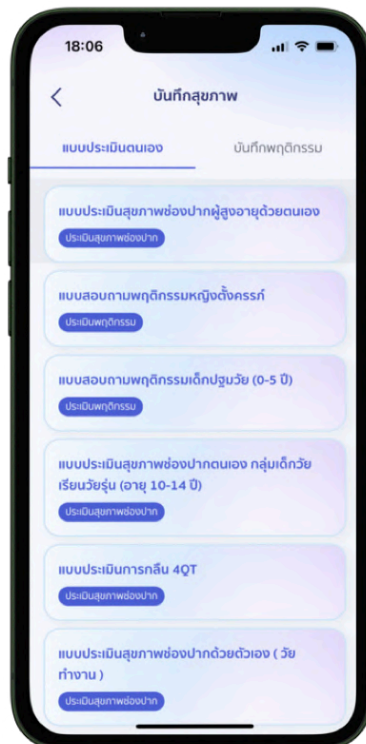 18:06
บันทึกสุขภาพ
แบบประเมินตนเอง
บันทึกพฤติกรรม
แบบประเมินสุขภาพช่องปากผู้สูงอายุด้วยตนเอง
ประเมินสุขภาพช่องปาก
แบบสอบถามพฤติกรรมหญิงตั้งครรภ์
ประเมินพฤติกรรม
แบบสอบถามพฤติกรรมเด็กปฐมวัย (0-5 ปี)
ประเมินพฤติกรรม
แบบประเมินสุขภาพช่องปากตนเอง กลุ่มเด็กวัย
เรียนวัยรุ่น (อายุ 10-14 ปี)
ประเมินสุขภาพช่องปาก
แบบประเมินการกลืน 4QT
ประเมินสุขภาพช่องปาก
แบบประเมินสุขภาพช่องปากด้วยตัวเอง ( วัย
ทำงาน )
ประเมินสุขภาพช่องปาก